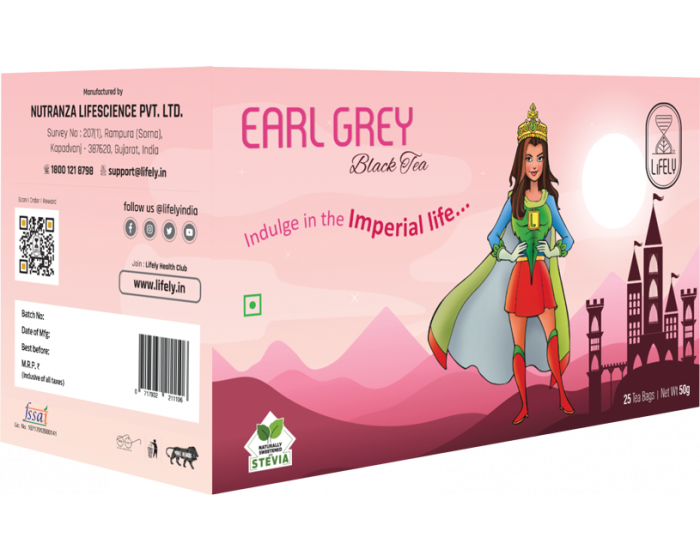 Manufactured by
NUTRANZA LIFESCIENCE PVT. LTD.
Survey No : 207(1), Rampura (Sorna),
Kapadvanj - 387620, Gujarat, India
1800 121 8798 support@lifely.in
Scan I Order I Reward
follow us @lifelyindia
Join : Lifely Health Club
www.lifely.in
Batch No:
Date of Mfg:
Best before:
M.R.P. ₹
(Inclusive of all taxes)
fssai
EARL GREY
Black Tea
Indulge in the Imperial life...
L
LIFELY
NATURALLY
SWEETENED
STEVIA
25 Tea Bags | Net Wt 50g